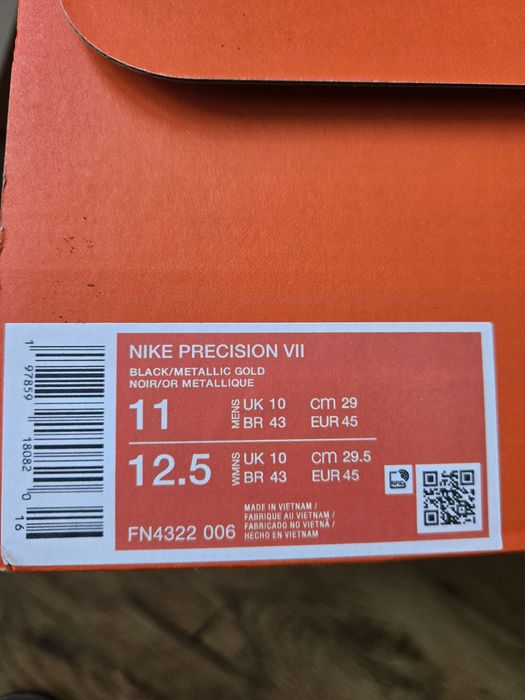 NIKE PRECISION VII
BLACK/METALLIC GOLD
NOIR/OR METALLIQUE
11 MENS UK 10 CM 29
BR 43 EUR 45
12.5 WMNS UK 10 CM 29.5
BR 43 EUR 45
RFID
FN4322 006
MADE IN VIETNAM /
FABRIQUE AU VIETNAM /
FABRICADO NO VIETNÃ /
HECHO EN VIETNAM
1 97859 18082 0 16